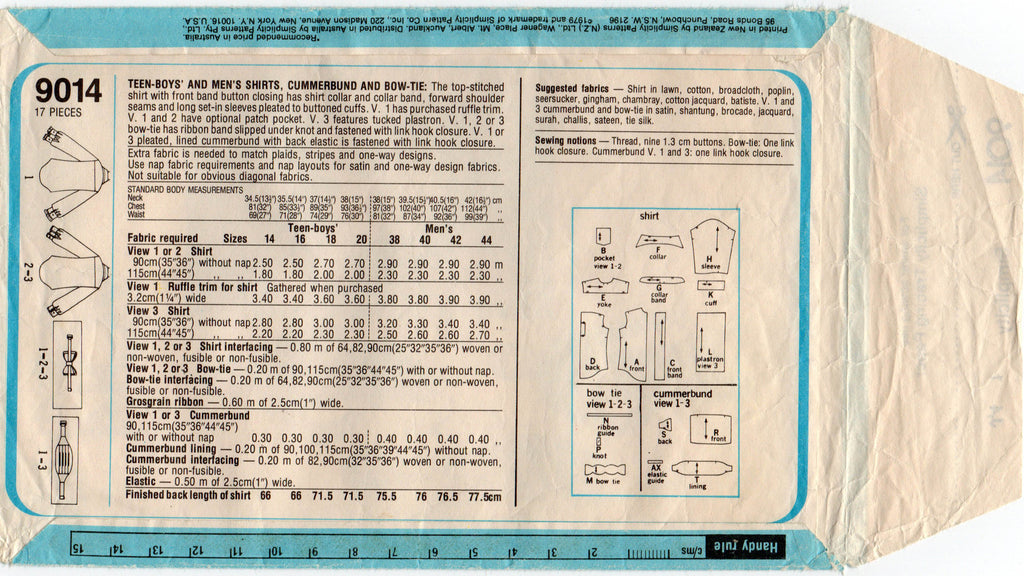 95 Bonds Road, Punchbowl, N.S.W. 2196 ©1979 and trademark of Simplicity Pattern Co. Inc., 220 Madison Avenue, New York, N.Y. 10016, U.S.A.
Printed in New Zealand by Simplicity Patterns (N.Z.) Ltd., Wagener Place, Mt. Albert, Auckland. Distributed in Australia by Simplicity Patterns Pty. Ltd.,
*Recommended price in Australia.
9014
17 PIECES
TEEN-BOYS' AND MEN'S SHIRTS, CUMMERBUND AND BOW-TIE: The top-stitched
shirt with front band button closing has shirt collar and collar band, forward shoulder
seams and long set-in sleeves pleated to buttoned cuffs. V. 1 has purchased ruffle trim.
V. 1 and 2 have optional patch pocket. V. 3 features tucked plastron. V. 1, 2 or 3
bow-tie has ribbon band slipped under knot and fastened with link hook closure. V. 1 or
3 pleated, lined cummerbund with back elastic is fastened with link hook closure.
Extra fabric is needed to match plaids, stripes and one-way designs.
Use nap fabric requirements and nap layouts for satin and one-way design fabrics.
Not suitable for obvious diagonal fabrics.
STANDARD BODY MEASUREMENTS
Neck 34.5(13½") 35.5(14") 37(14½") 38(15") 38(15") 39.5(15½") 40.5(16") 42(16½") cm
Chest 81(32") 85(33½") 89(35") 93(36½") 97(38") 102(40") 107(42") 112(44") ,,
Waist 69(27") 71(28") 74(29") 76(30") 81(32") 87(34") 92(36") 99(39") ,,
Teen-boys' Men's
Fabric required Sizes 14 16 18 20 38 40 42 44
View 1 or 2 Shirt
90cm(35"36") without nap 2.50 2.50 2.70 2.70 2.90 2.90 2.90 2.90 m
115cm(44"45") ,, ,, 1.80 1.80 2.00 2.00 2.30 2.30 2.30 2.30 ,,
View 1 Ruffle trim for shirt Gathered when purchased
3.2cm(1¼") wide 3.40 3.40 3.60 3.60 3.80 3.80 3.90 3.90 ,,
View 3 Shirt
90cm(35"36") without nap 2.80 2.80 3.00 3.00 3.20 3.30 3.40 3.40 ,,
115cm(44"45") ,, ,, 2.20 2.20 2.30 2.30 2.50 2.60 2.60 2.70 ,,
View 1, 2 or 3 Shirt interfacing — 0.80 m of 64,82,90cm(25"32"35"36") woven or
non-woven, fusible or non-fusible.
View 1, 2 or 3 Bow-tie — 0.20 m of 90,115cm(35"36"44"45") with or without nap.
Bow-tie interfacing — 0.20 m of 64,82,90cm(25"32"35"36") woven or non-woven,
fusible or non-fusible.
Grosgrain ribbon — 0.60 m of 2.5cm(1") wide.
View 1 or 3 Cummerbund
90,115cm(35"36"44"45")
with or without nap 0.30 0.30 0.30 0.30 0.40 0.40 0.40 0.40 ,,
Cummerbund lining — 0.20 m of 90,100,115cm(35"36"39"44"45") without nap.
Cummerbund interfacing — 0.20 m of 82,90cm(32"35"36") woven or non-woven,
fusible or non-fusible.
Elastic — 0.50 m of 2.5cm(1") wide.
Finished back length of shirt 66 66 71.5 71.5 75.5 76 76.5 77.5cm
1
2-3
1-2-3
1-3
Suggested fabrics — Shirt in lawn, cotton, broadcloth, poplin,
seersucker, gingham, chambray, cotton jacquard, batiste. V. 1 and
3 cummerbund and bow-tie in satin, shantung, brocade, jacquard,
surah, challis, sateen, tie silk.
Sewing notions — Thread, nine 1.3 cm buttons. Bow-tie: One link
hook closure. Cummerbund V. 1 and 3: one link hook closure.
shirt
B
pocket
view 1-2
F
collar
H
sleeve
E
yoke
G
collar
band
K
cuff
D
back
A
front
C
front
band
L
plastron
view 3
bow tie
view 1-2-3
N
ribbon
guide
P
knot
M bow tie
cummerbund
view 1-3
S
back
R
front
AX
elastic
guide
T
lining
Handy rule
c/ms 2 3 4 5 6 7 8 9 10 11 12 13 14 15